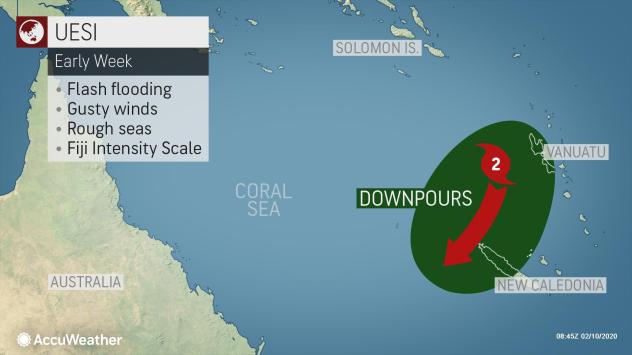 UESI
Early Week
• Flash flooding
• Gusty winds
• Rough seas
• Fiji Intensity Scale
SOLOMON IS.
VANUATU
2
DOWNPOURS
CORAL
SEA
AUSTRALIA
NEW CALEDONIA
AccuWeather
08:45Z 02/10/2020